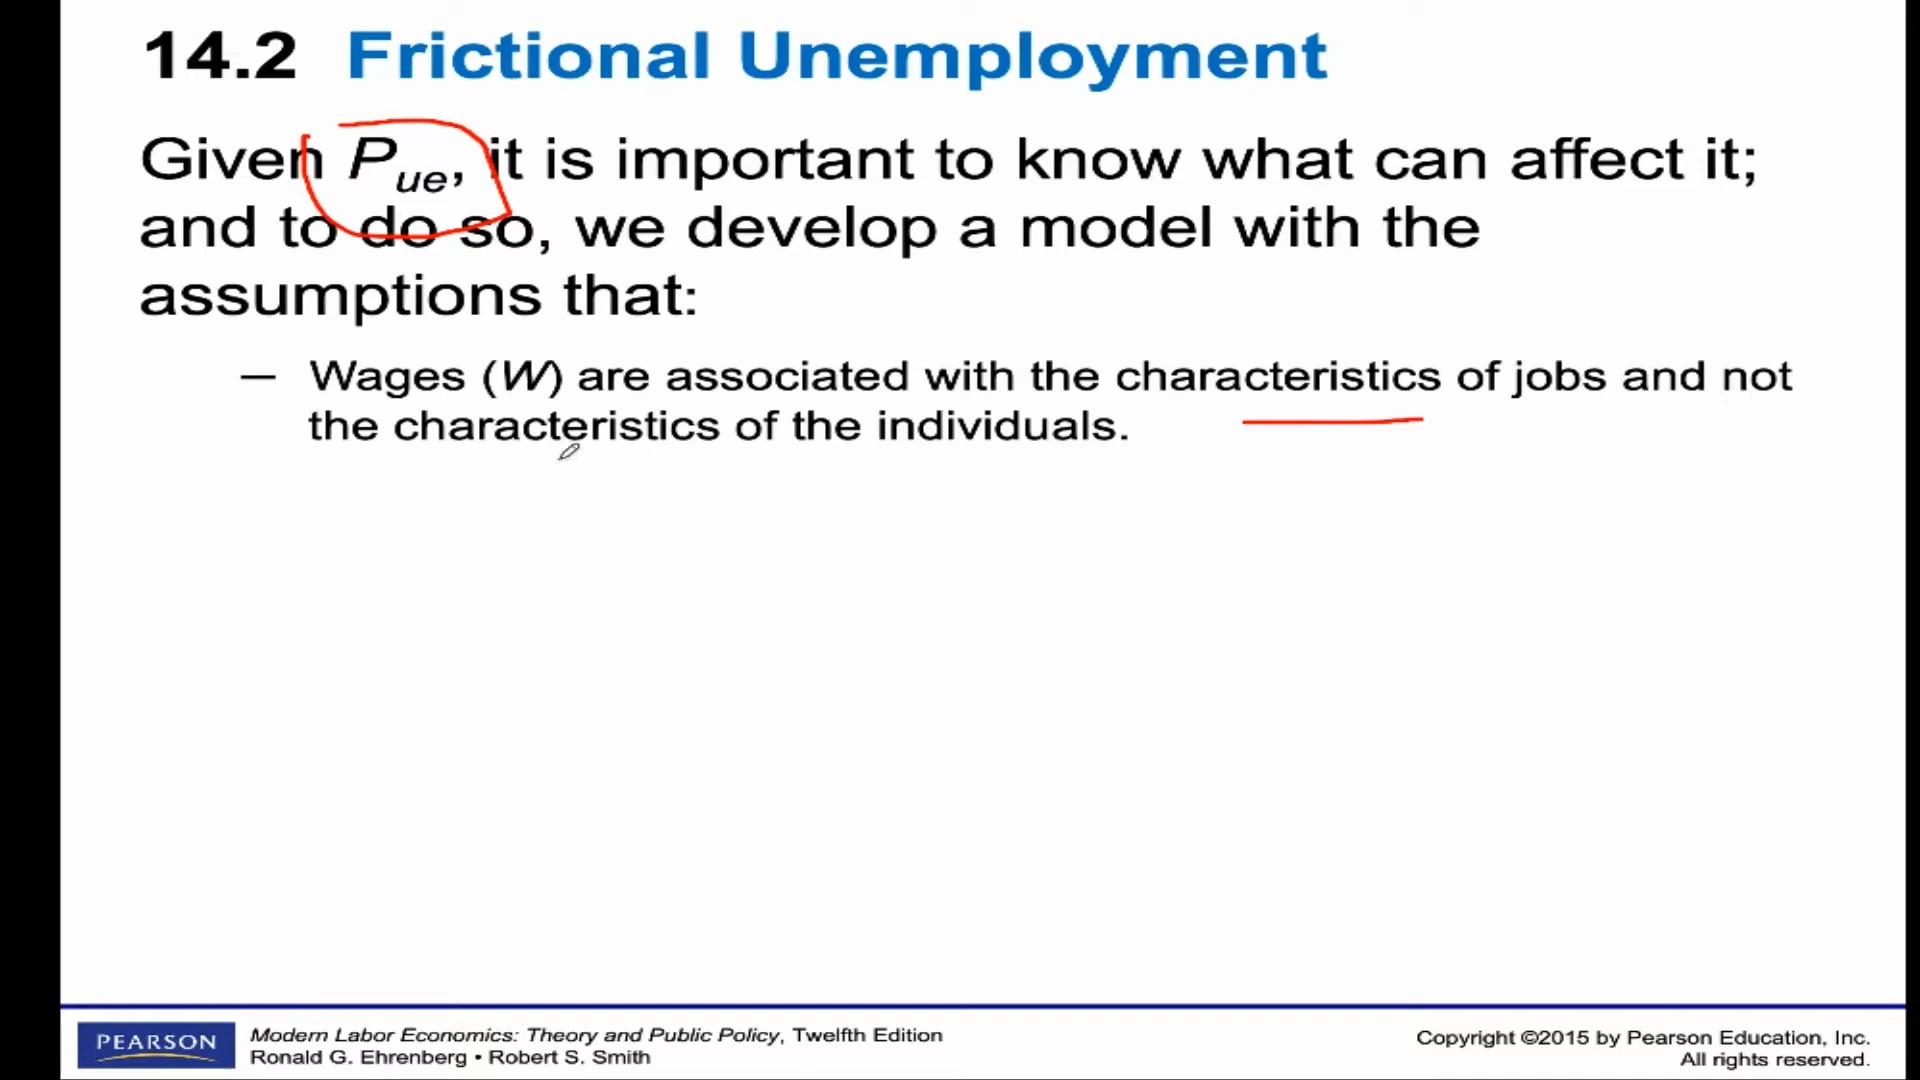 14.2 Frictional Unemployment
Given P_ue, it is important to know what can affect it;
and to do so, we develop a model with the
assumptions that:
— Wages (W) are associated with the characteristics of jobs and not
the characteristics of the individuals.
PEARSON
Modern Labor Economics: Theory and Public Policy, Twelfth Edition
Ronald G. Ehrenberg • Robert S. Smith
Copyright ©2015 by Pearson Education, Inc.
All rights reserved.